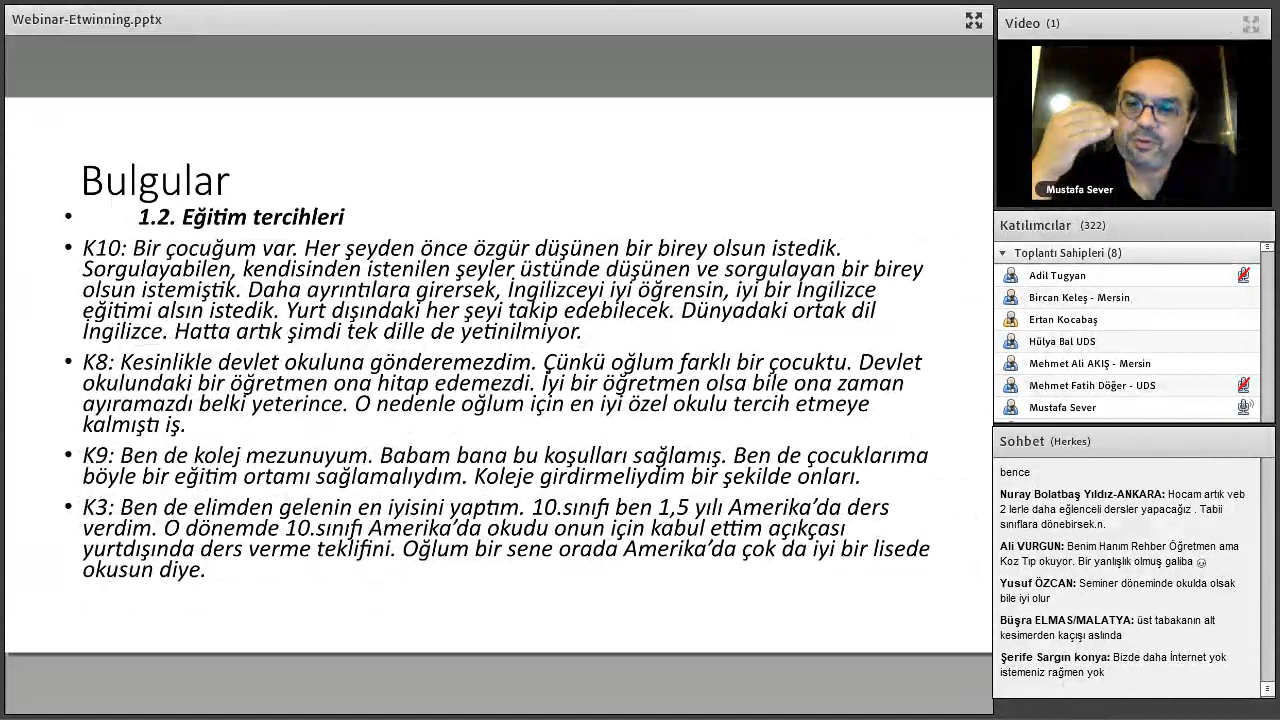 Webinar-Etwinning.pptx
Bulgular
• 1.2. Eğitim tercihleri
• K10: Bir çocuğum var. Her şeyden önce özgür düşünen bir birey olsun istedik.
Sorgulayabilen, kendisinden istenilen şeyler üstünde düşünen ve sorgulayan bir birey
olsun istemiştik. Daha ayrıntılara girersek, İngilizceyi iyi öğrensin, iyi bir İngilizce
eğitimi alsın istedik. Yurt dışındaki her şeyi takip edebilecek. Dünyadaki ortak dil
İngilizce. Hatta artık şimdi tek dille de yetinilmiyor.
• K8: Kesinlikle devlet okuluna gönderemezdim. Çünkü oğlum farklı bir çocuktu. Devlet
okulundaki bir öğretmen ona hitap edemezdi. İyi bir öğretmen olsa bile ona zaman
ayıramazdı belki yeterince. O nedenle oğlum için en iyi özel okulu tercih etmeye
kalmıştı iş.
• K9: Ben de kolej mezunuyum. Babam bana bu koşulları sağlamış. Ben de çocuklarıma
böyle bir eğitim ortamı sağlamalıydım. Koleje girdirmeliydim bir şekilde onları.
• K3: Ben de elimden gelenin en iyisini yaptım. 10.sınıfı ben 1,5 yılı Amerika’da ders
verdim. O dönemde 10.sınıfı Amerika’da okudu onun için kabul ettim açıkçası
yurtdışında ders verme teklifini. Oğlum bir sene orada Amerika’da çok da iyi bir lisede
okusun diye.
Video (1)
Mustafa Sever
Katılımcılar (322)
Toplantı Sahipleri (8)
Adil Tugyan
Bircan Keleş - Mersin
Ertan Kocabaş
Hülya Bal UDS
Mehmet Ali AKIŞ - Mersin
Mehmet Fatih Döğer - UDS
Mustafa Sever
Sohbet (Herkes)
bence
Nuray Bolatbaş Yıldız-ANKARA: Hocam artık veb
2 lerle daha eğlenceli dersler yapacağız . Tabii
sınıflara dönebirsek.n.
Ali VURGUN: Benim Hanım Rehber Öğretmen ama
Koz Tıp okuyor. Bir yanlışlık olmuş galiba ☺
Yusuf ÖZCAN: Seminer döneminde okulda olsak
bile iyi olur
Büşra ELMAS/MALATYA: üst tabakanın alt
kesimerden kaçışı aslında
Şerife Sargın konya: Bizde daha İnternet yok
istemeniz rağmen yok